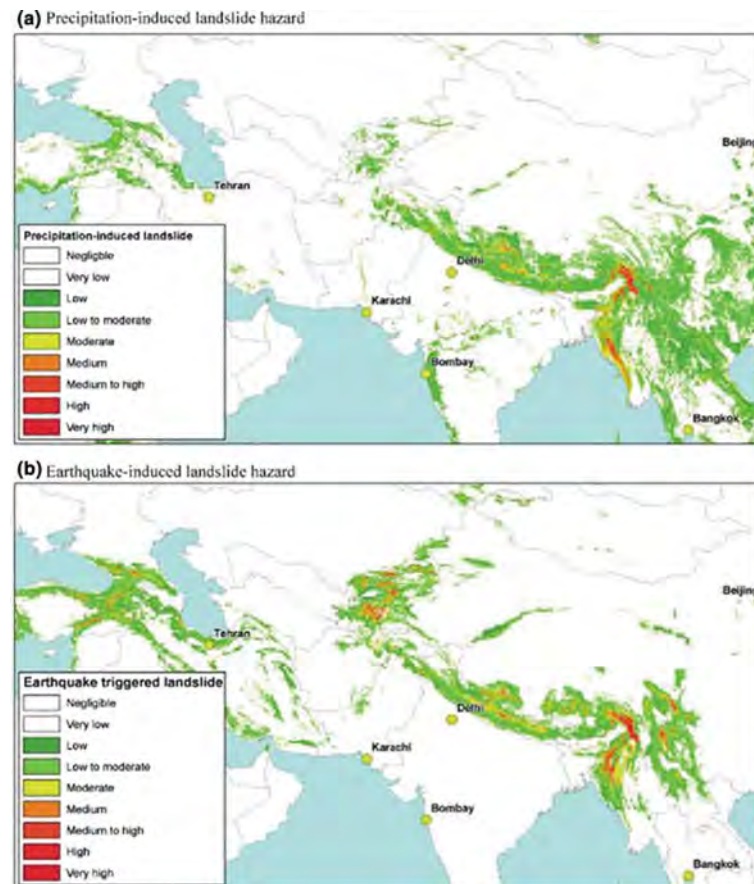 (a) Precipitation-induced landslide hazard
Beijing
Tehran
Precipitation-induced landslide
Negligble
Very low
Low
Low to moderate
Moderate
Medium
Medium to high
High
Very high
Delhi
Karachi
Bombay
Bangkok
(b) Earthquake-induced landslide hazard
Beijing
Tehran
Earthquake triggered landslide
Negligible
Very low
Low
Low to moderate
Moderate
Medium
Medium to high
High
Very high
Delhi
Karachi
Bombay
Bangkok